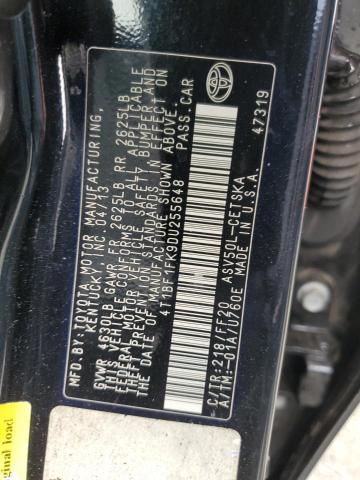 MFD. BY: TOYOTA MOTOR MANUFACTURING,
KENTUCKY, INC. 04/13
GVWR 4630LB GAWR FR 2625LB RR 2625LB
THIS VEHICLE CONFORMS TO ALL APPLICABLE
FEDERAL MOTOR VEHICLE SAFETY, BUMPER, AND
THEFT PREVENTION STANDARDS IN EFFECT ON
THE DATE OF MANUFACTURE SHOWN ABOVE.
4T1BF1FK9DU255648 PASS. CAR
C/TR:218/FF20 ASV50L-CETSKA
A/TM:-01A/U760E MADE IN U.S.A.
47319
iginal load